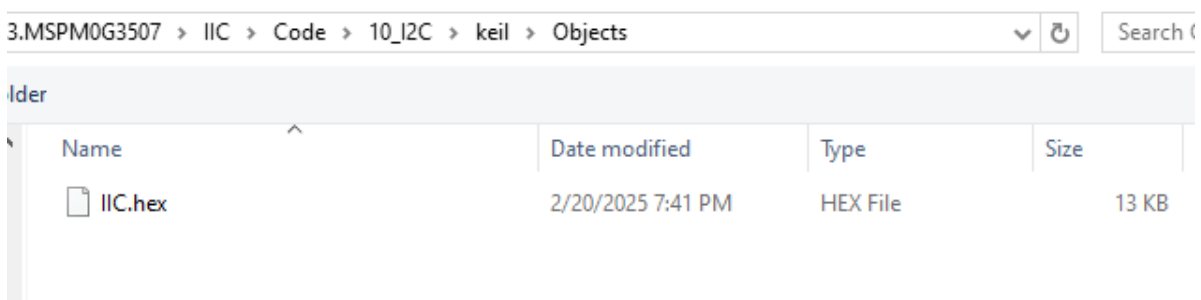 3.MSPM0G3507 > IIC > Code > 10_I2C > keil > Objects Search
older
Name Date modified Type Size
IIC.hex 2/20/2025 7:41 PM HEX File 13 KB